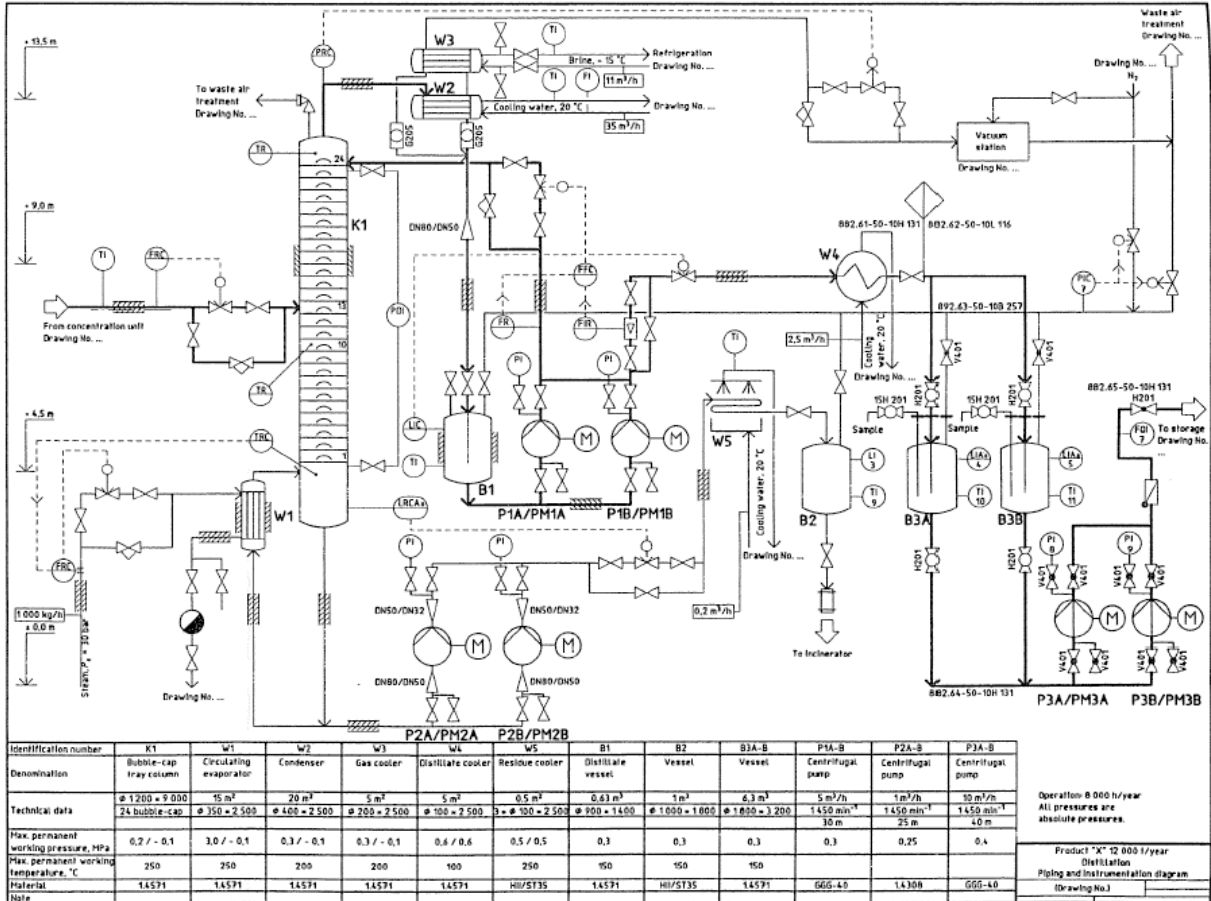 + 13,5 m
PRC
W3
TI
Refrigeration
Brine, - 15 °C
Drawing No. ...
11 m³/h
To waste air
treatment
Drawing No. ...
W2
TI
FI
Cooling water, 20 °C
Drawing No. ...
35 m³/h
Waste air
treatment
Drawing No. ...
Drawing No. ...
N₂
Vacuum
station
Drawing No. ...
G205
G205
TR
24
+ 9,0 m
K1
DN80/DN50
882.61-50-10H 131
882.62-50-10L 116
W4
TI
FRC
FFC
PIC
7
13
From concentration unit
Drawing No. ...
PDI
FR
FIR
892.63-50-10B 257
TI
2,5 m³/h
Cooling
water, 20 °C
Drawing No. ...
V401
V401
10
TR
PI
PI
882.65-50-10H 131
H201
H201
H201
To storage
Drawing No.
...
FQI
7
+ 4,5 m
15H 201
15H 201
Sample
Sample
TRC
1
LIC
TI
M
M
W5
LI
3
LIA±
4
LIA±
5
B1
P1A/PM1A
P1B/PM1B
Cooling water, 20 °C
TI
9
TI
10
TI
11
B2
B3A
B3B
W1
LRCA±
PI
PI
Drawing No. ...
H201
H201
PI
8
PI
9
FRC
V401
V401
V401
V401
1 000 kg/h
± 0,0 m
Steam, Pₑ = 30 bar
DN50/DN32
DN50/DN32
0,2 m³/h
M
M
M
M
To Incinerator
DN80/DN50
DN80/DN50
V401
V401
Drawing No. ...
882.64-50-10H 131
P3A/PM3A
P3B/PM3B
P2A/PM2A
P2B/PM2B
Identification number K1 W1 W2 W3 W4 W5 B1 B2 B3A-B P1A-B P2A-B P3A-B
Denomination Bubble-cap tray column Circulating evaporator Condenser Gas cooler Distillate cooler Residue cooler Distillate vessel Vessel Vessel Centrifugal pump Centrifugal pump Centrifugal pump
Technical data ø 1200 × 9 000 15 m² 20 m³ 5 m² 5 m² 0,5 m² 0,63 m³ 1 m³ 6,3 m³ 5 m³/h 1 m³/h 10 m³/h
24 bubble-cap ø 350 × 2 500 ø 400 × 2 500 ø 200 × 2 500 ø 100 × 2 500 3 × ø 100 × 2 500 ø 900 × 1400 ø 1000 × 1 800 ø 1 800 × 3 200 1 450 min⁻¹ 1 450 min⁻¹ 1 450 min⁻¹
30 m 25 m 40 m
Max. permanent working pressure, MPa 0,2 / - 0,1 3,0 / - 0,1 0,3 / - 0,1 0,3 / - 0,1 0,6 / 0,6 0,5 / 0,5 0,3 0,3 0,3 0,3 0,25 0,4
Max. permanent working temperature, °C 250 250 200 200 100 250 150 150 150
Material 1.4571 1.4571 1.4571 1.4571 1.4571 HII/ST35 1.4571 HII/ST35 1.4571 GGG-40 1.4308 GGG-40
Note
Operation: 8 000 h/year
All pressures are
absolute pressures.
Product "X" 12 000 t/year
Distillation
Piping and instrumentation diagram
(Drawing No.)